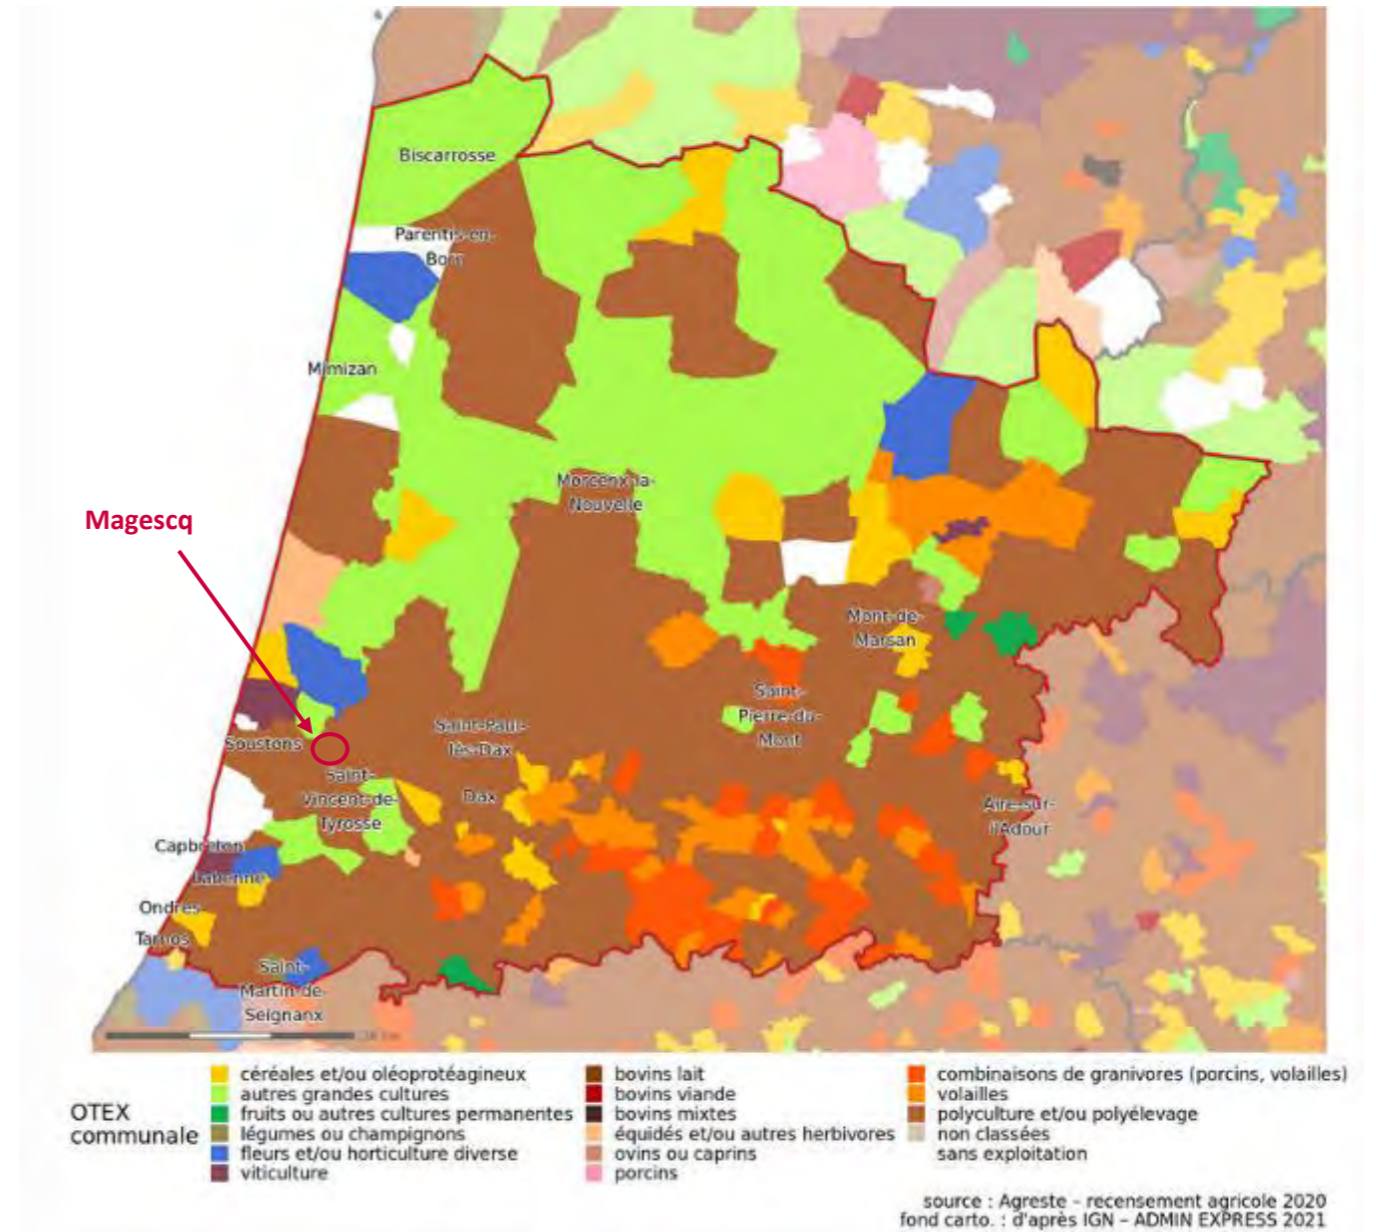 Biscarrosse
Parentis-en-
Born
Mimizan
Morcenx-la-
Nouvelle
Magescq
Mont-de-
Marsan
Saint-
Pierre-du-
Mont
Soustons
Saint-Paul-
lès-Dax
Saint-
Vincent-de-
Tyrosse
Dax
Aire-sur-
l'Adour
Capbreton
Labenne
Ondres
Tarnos
Saint-
Martin-de-
Seignanx
OTEX
communale
céréales et/ou oléoprotéagineux
autres grandes cultures
fruits ou autres cultures permanentes
légumes ou champignons
fleurs et/ou horticulture diverse
viticulture
bovins lait
bovins viande
bovins mixtes
équidés et/ou autres herbivores
ovins ou caprins
porcins
combinaisons de granivores (porcins, volailles)
volailles
polyculture et/ou polyélevage
non classées
sans exploitation
source : Agreste – recensement agricole 2020
fond carto. : d'après IGN – ADMIN EXPRESS 2021